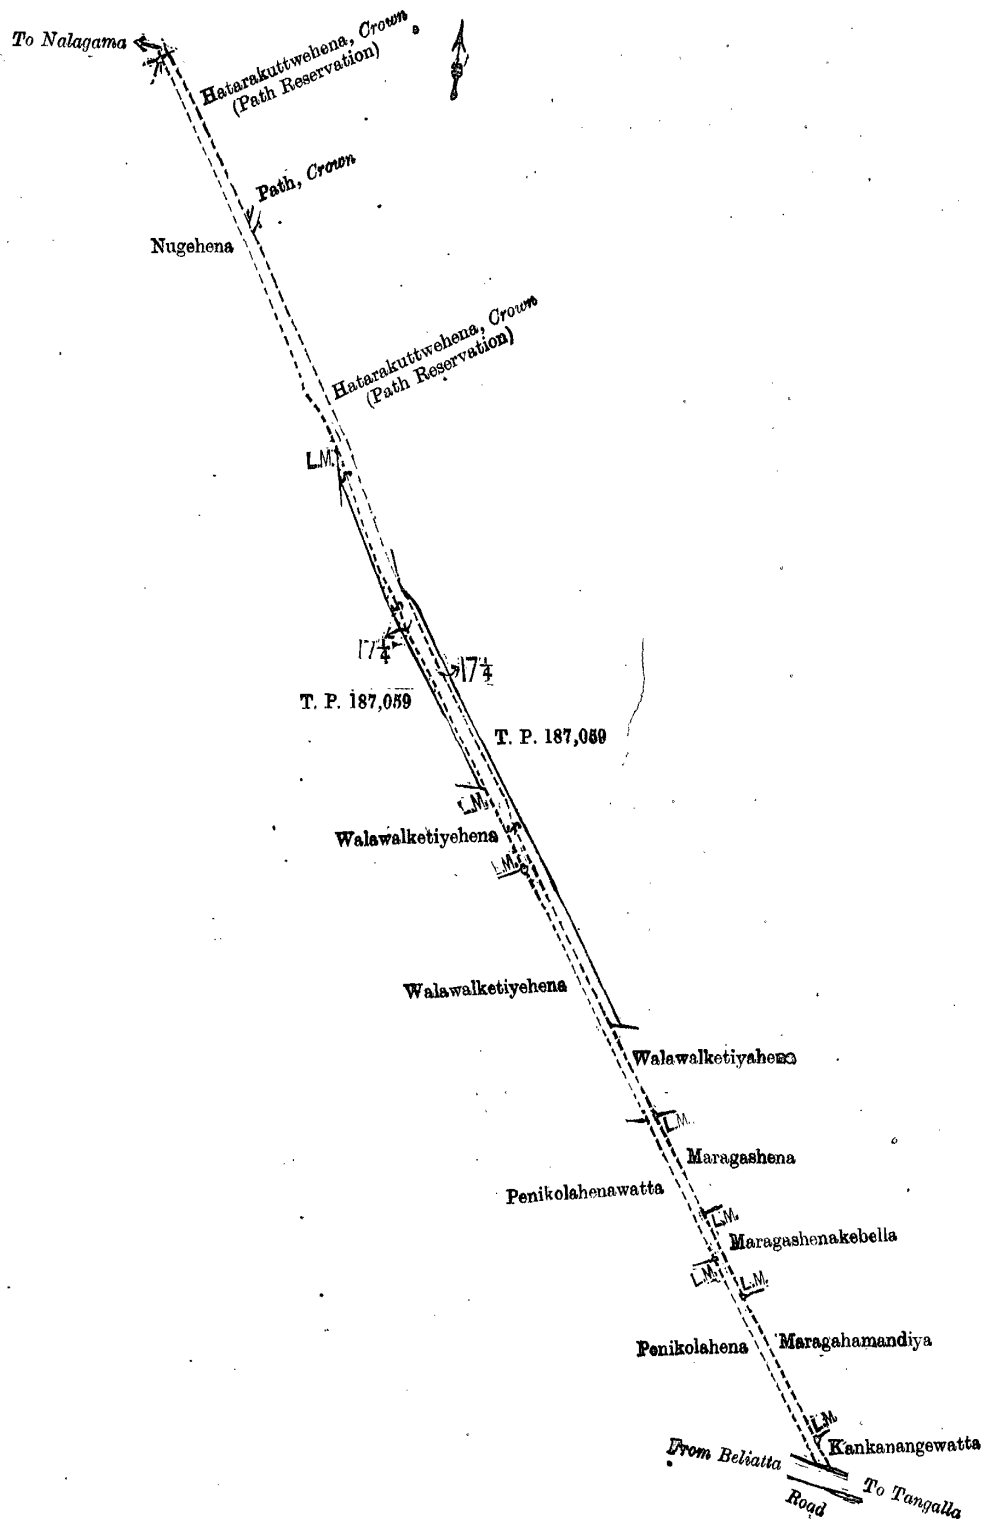 To Nalagama
Hatarakuttwehena, Crown
(Path Reservation)
Path, Crown
Nugehena
Hatarakuttwehena, Crown
(Path Reservation)
L.M.
17¼
17¼
T. P. 187,059
T. P. 187,059
L.M.
Walawalketiyehena
L.M.
Walawalketiyehena
Walawalketiyahena
L.M.
Maragashena
Penikolahenawatta
L.M.
Maragashenakebella
L.M.
L.M.
Penikolahena
Maragahamandiya
L.M.
Kankanangewatta
From Beliatta
To Tangalla
Road